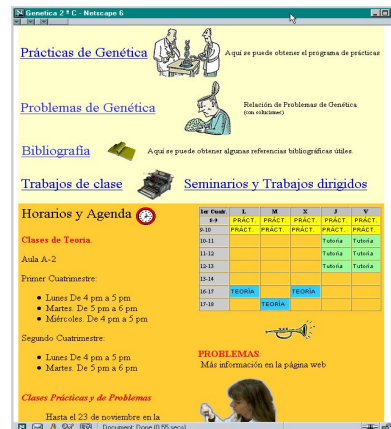 Genetica 2 º C - Netscape 6
Prácticas de Genética
Aquí se puede obtener el programa de prácticas
Problemas de Genética
Relación de Problemas de Genética
(con soluciones)
Bibliografía
Aquí se puede obtener algunas referencias bibliográficas útiles.
Trabajos de clase
Seminarios y Trabajos dirigidos
Horarios y Agenda
Clases de Teoría.
Aula A-2
Primer Cuatrimestre:
Lunes De 4 pm a 5 pm
Martes. De 5 pm a 6 pm
Miércoles. De 4 pm a 5 pm
Segundo Cuatrimestre:
Lunes De 4 pm a 5 pm
Martes. De 5 pm a 6 pm
Clases Prácticas y de Problemas
Hasta el 23 de noviembre en la
1er Cuatr. L M X J V
8-9 PRÁCT. PRÁCT. PRÁCT. PRÁCT. PRÁCT.
9-10 PRÁCT. PRÁCT. PRÁCT. PRÁCT. PRÁCT.
10-11 Tutoría Tutoría
11-12 Tutoría Tutoría
12-13 Tutoría Tutoría
13-14
16-17 TEORÍA TEORÍA
17-18 TEORÍA
PROBLEMAS:
Más información en la página web
Document: Done (0.55 secs)